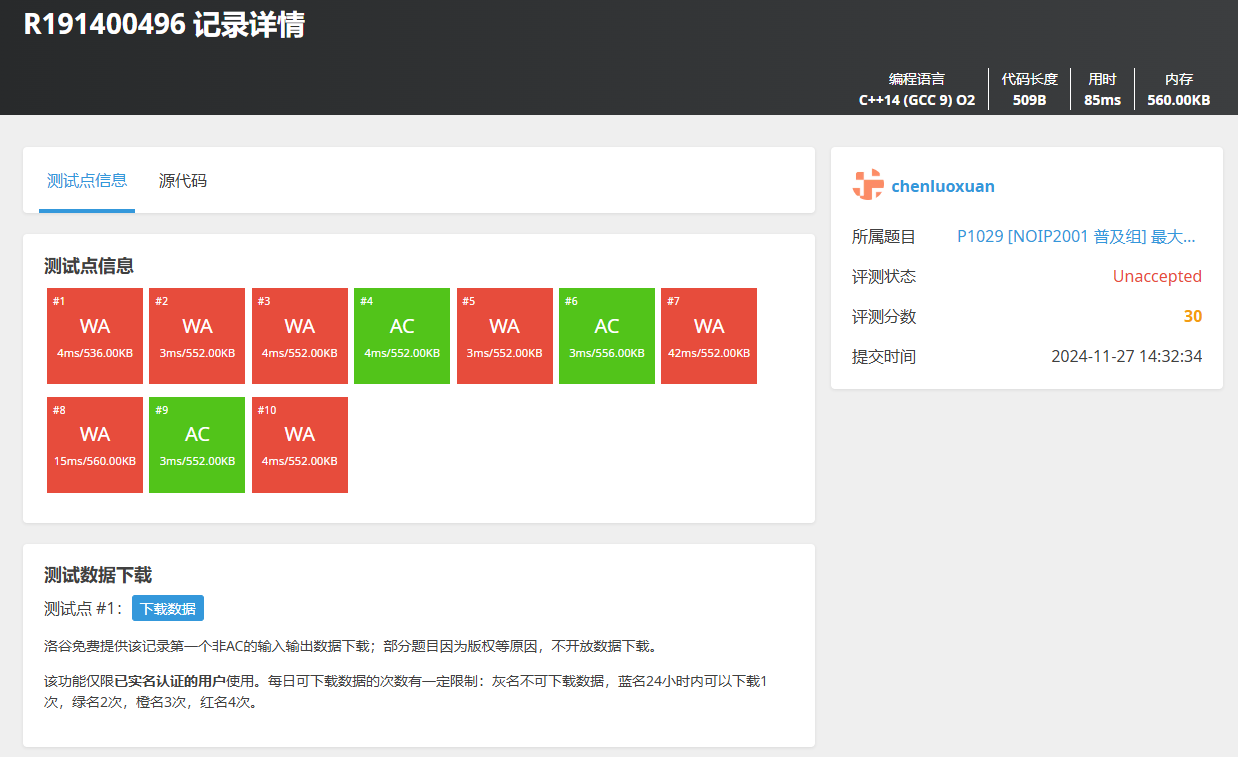 R191400496 记录详情
编程语言 代码长度 用时 内存
C++14 (GCC 9) O2 509B 85ms 560.00KB
测试点信息 源代码
测试点信息
#1 #2 #3 #4 #5 #6 #7
WA WA WA AC WA AC WA
4ms/536.00KB 3ms/552.00KB 4ms/552.00KB 4ms/552.00KB 3ms/552.00KB 3ms/556.00KB 42ms/552.00KB
#8 #9 #10
WA AC WA
15ms/560.00KB 3ms/552.00KB 4ms/552.00KB
测试数据下载
测试点 #1： 下载数据
洛谷免费提供该记录第一个非AC的输入输出数据下载；部分题目因为版权等原因，不开放数据下载。
该功能仅限已实名认证的用户使用。每日可下载数据的次数有一定限制：灰名不可下载数据，蓝名24小时内可以下载1
次，绿名2次，橙名3次，红名4次。
chenluoxuan
所属题目 P1029 [NOIP2001 普及组] 最大...
评测状态 Unaccepted
评测分数 30
提交时间 2024-11-27 14:32:34